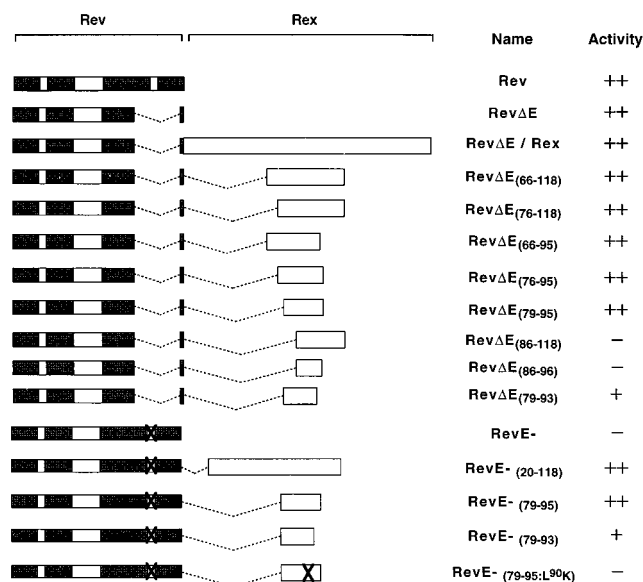 Rev Rex
Name Activity
Rev ++
RevΔE ++
RevΔE / Rex ++
RevΔE(66-118) ++
RevΔE(76-118) ++
RevΔE(66-95) ++
RevΔE(76-95) ++
RevΔE(79-95) ++
RevΔE(86-118) −
RevΔE(86-96) −
RevΔE(79-93) +
RevE- −
RevE- (20-118) ++
RevE- (79-95) ++
RevE- (79-93) +
RevE- (79-95:L90K) −